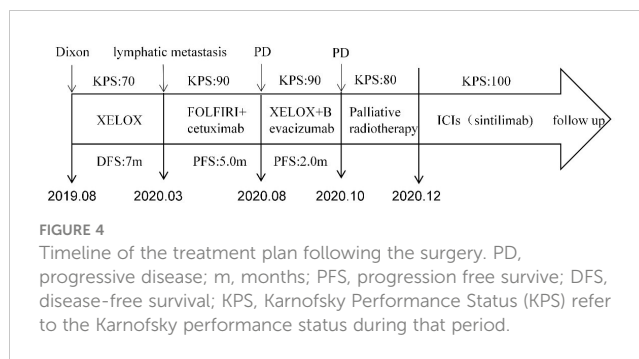 Dixon lymphatic metastasis PD PD
KPS:70 KPS:90 KPS:90 KPS:80 KPS:100
XELOX FOLFIRI+ cetuximab XELOX+B evacizumab Palliative radiotherapy ICIs（sintilimab） follow up
DFS:7m PFS:5.0m PFS:2.0m
2019.08 2020.03 2020.08 2020.10 2020.12
FIGURE 4
Timeline of the treatment plan following the surgery. PD,
progressive disease; m, months; PFS, progression free survive; DFS,
disease-free survival; KPS, Karnofsky Performance Status (KPS) refer
to the Karnofsky performance status during that period.